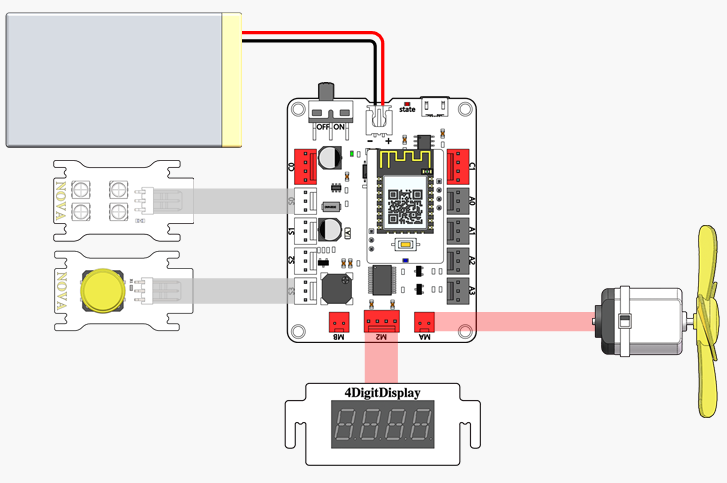 state
OFF ON
- +
C0
C1
NOVA
S0
A0
S1
A1
S2
A2
NOVA
S3
A3
MB
M2
MA
4DigitDisplay
8888